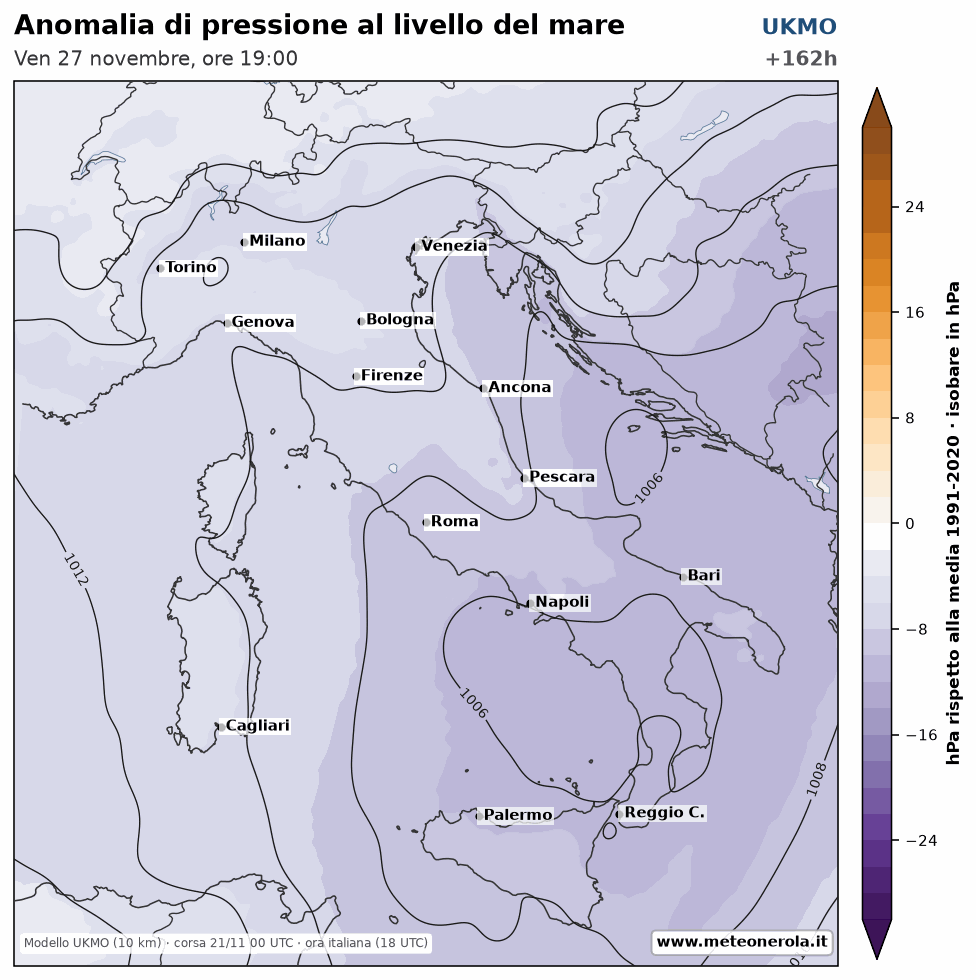 Anomalia di pressione al livello del mare
UKMO
Ven 27 novembre, ore 19:00
+162h
Milano
Venezia
Torino
Genova
Bologna
Firenze
Ancona
Pescara
1006
Roma
1012
Bari
Napoli
1006
Cagliari
1008
Palermo
Reggio C.
24
16
8
0
−8
−16
−24
hPa rispetto alla media 1991-2020 · isobare in hPa
Modello UKMO (10 km) · corsa 21/11 00 UTC · ora italiana (18 UTC)
www.meteonerola.it